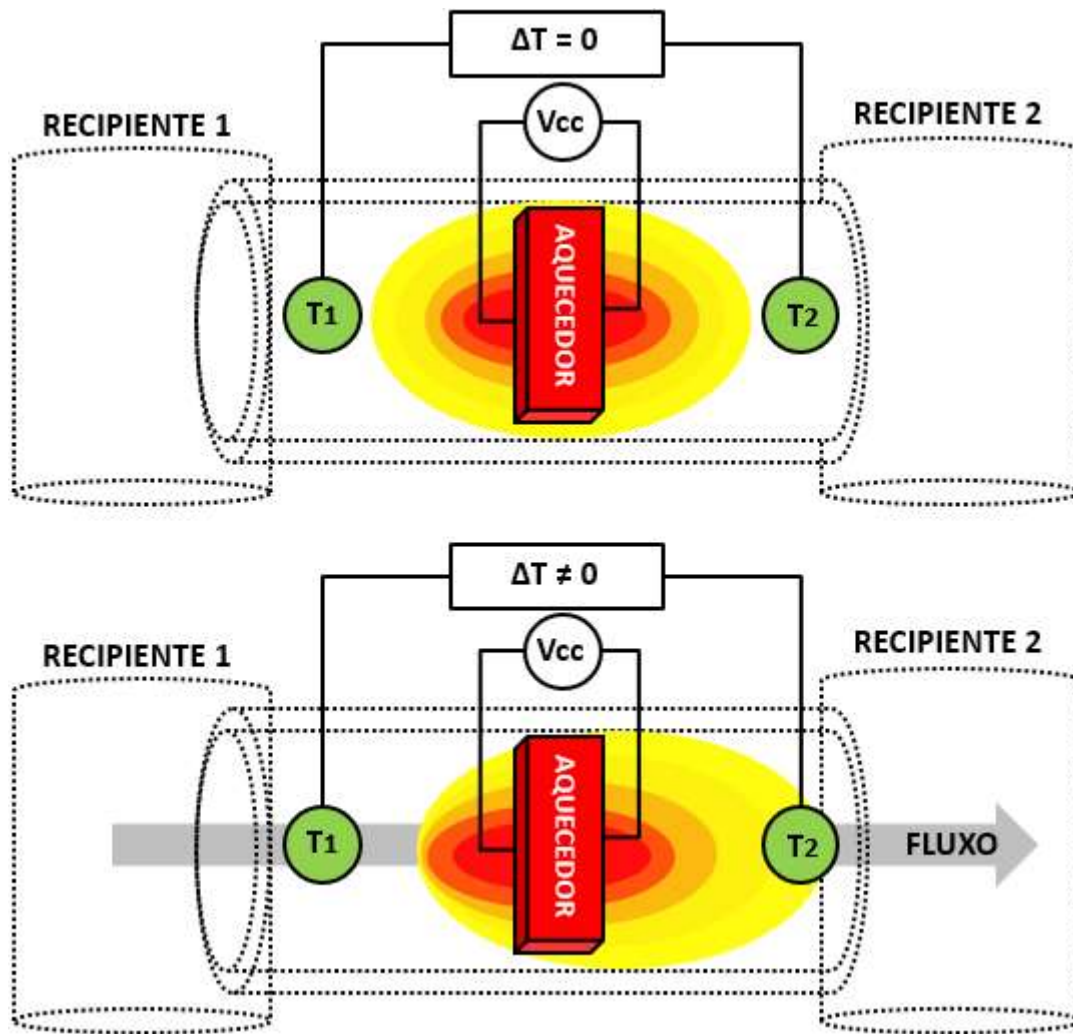 ΔT = 0
Vcc
RECIPIENTE 1
RECIPIENTE 2
AQUECEDOR
T1
T2
ΔT ≠ 0
Vcc
RECIPIENTE 1
RECIPIENTE 2
AQUECEDOR
T1
T2
FLUXO